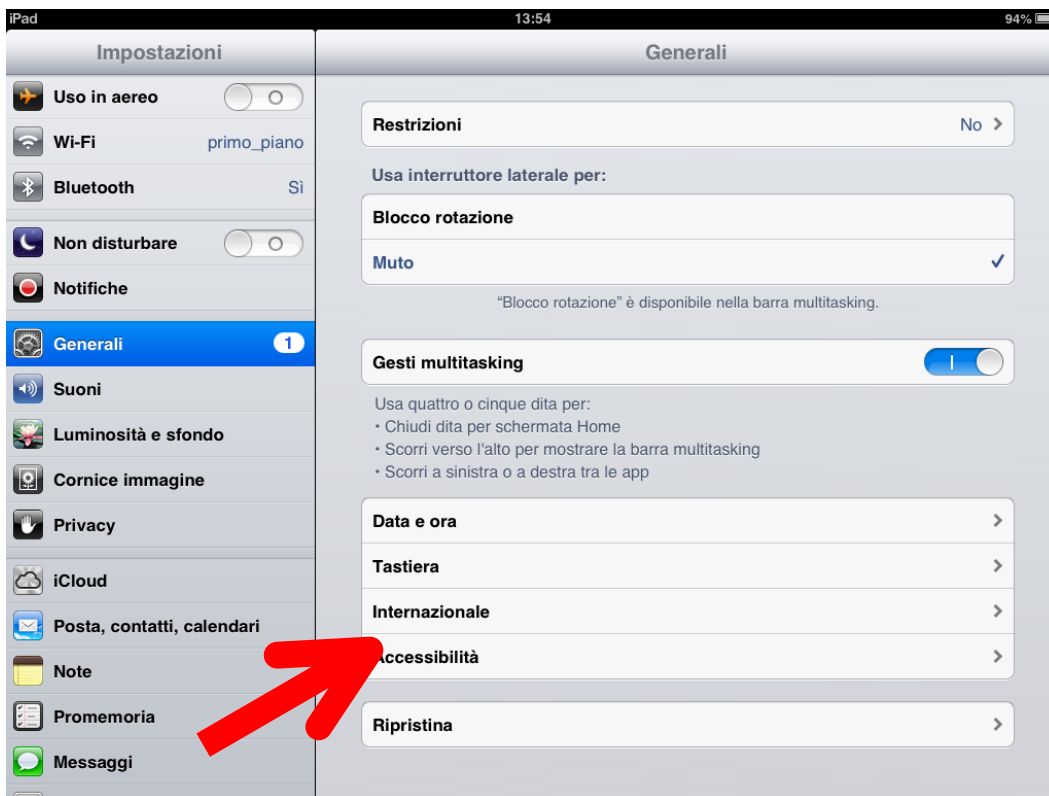 iPad 13:54 94%
Impostazioni
Generali
Uso in aereo
Wi-Fi primo_piano
Bluetooth Sì
Non disturbare
Notifiche
Generali 1
Suoni
Luminosità e sfondo
Cornice immagine
Privacy
iCloud
Posta, contatti, calendari
Note
Promemoria
Messaggi
Restrizioni No
Usa interruttore laterale per:
Blocco rotazione
Muto
“Blocco rotazione” è disponibile nella barra multitasking.
Gesti multitasking
Usa quattro o cinque dita per:
• Chiudi dita per schermata Home
• Scorri verso l'alto per mostrare la barra multitasking
• Scorri a sinistra o a destra tra le app
Data e ora
Tastiera
Internazionale
Accessibilità
Ripristina